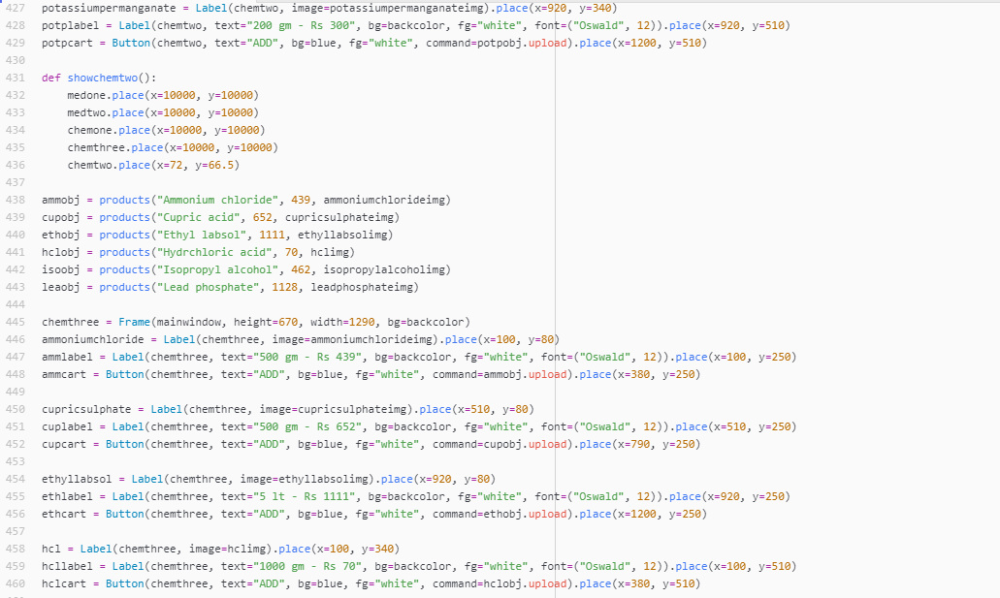 427 potassiumpermanganate = Label(chemtwo, image=potassiumpermanganateimg).place(x=920, y=340)
428 potplabel = Label(chemtwo, text="200 gm - Rs 300", bg=backcolor, fg="white", font=("Oswald", 12)).place(x=920, y=510)
429 potpcart = Button(chemtwo, text="ADD", bg=blue, fg="white", command=potpobj.upload).place(x=1200, y=510)
430
431 def showchemtwo():
432     medone.place(x=10000, y=10000)
433     medtwo.place(x=10000, y=10000)
434     chemone.place(x=10000, y=10000)
435     chemthree.place(x=10000, y=10000)
436     chemtwo.place(x=72, y=66.5)
437
438 ammobj = products("Ammonium chloride", 439, ammoniumchlorideimg)
439 cupobj = products("Cupric acid", 652, cupricsulphateimg)
440 ethobj = products("Ethyl labsol", 1111, ethyllabsolimg)
441 hclobj = products("Hydrchloric acid", 70, hclimg)
442 isoobj = products("Isopropyl alcohol", 462, isopropylalcoholimg)
443 leaobj = products("Lead phosphate", 1128, leadphosphateimg)
444
445 chemthree = Frame(mainwindow, height=670, width=1290, bg=backcolor)
446 ammoniumchloride = Label(chemthree, image=ammoniumchlorideimg).place(x=100, y=80)
447 ammlabel = Label(chemthree, text="500 gm - Rs 439", bg=backcolor, fg="white", font=("Oswald", 12)).place(x=100, y=250)
448 ammcart = Button(chemthree, text="ADD", bg=blue, fg="white", command=ammobj.upload).place(x=380, y=250)
449
450 cupricsulphate = Label(chemthree, image=cupricsulphateimg).place(x=510, y=80)
451 cuplabel = Label(chemthree, text="500 gm - Rs 652", bg=backcolor, fg="white", font=("Oswald", 12)).place(x=510, y=250)
452 cupcart = Button(chemthree, text="ADD", bg=blue, fg="white", command=cupobj.upload).place(x=790, y=250)
453
454 ethyllabsol = Label(chemthree, image=ethyllabsolimg).place(x=920, y=80)
455 ethlabel = Label(chemthree, text="5 lt - Rs 1111", bg=backcolor, fg="white", font=("Oswald", 12)).place(x=920, y=250)
456 ethcart = Button(chemthree, text="ADD", bg=blue, fg="white", command=ethobj.upload).place(x=1200, y=250)
457
458 hcl = Label(chemthree, image=hclimg).place(x=100, y=340)
459 hcllabel = Label(chemthree, text="1000 gm - Rs 70", bg=backcolor, fg="white", font=("Oswald", 12)).place(x=100, y=510)
460 hclcart = Button(chemthree, text="ADD", bg=blue, fg="white", command=hclobj.upload).place(x=380, y=510)